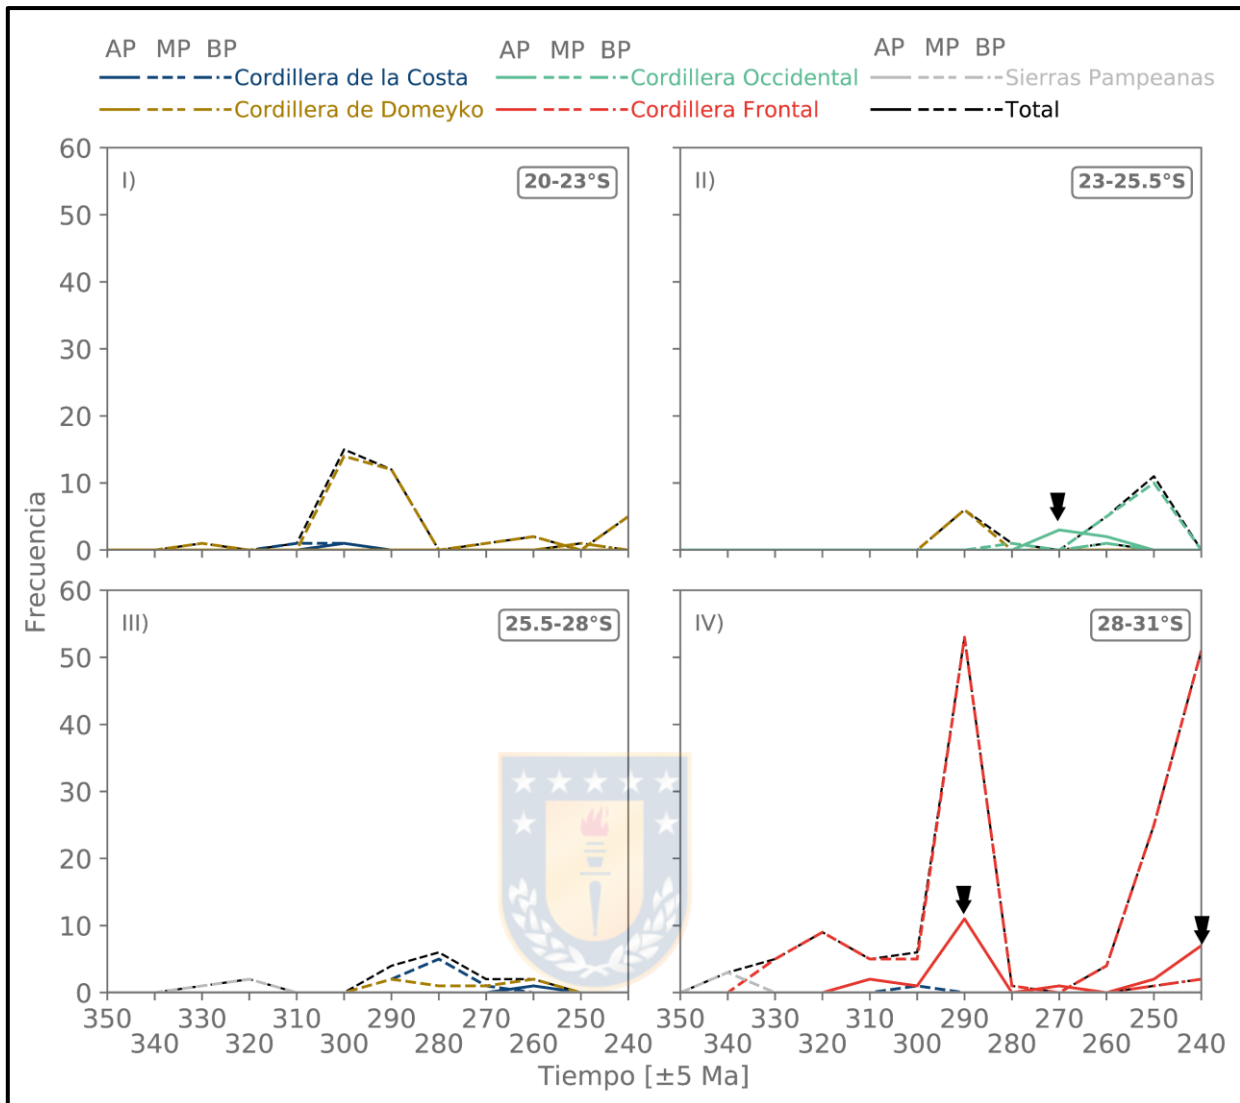 AP MP BP AP MP BP AP MP BP
Cordillera de la Costa Cordillera Occidental Sierras Pampeanas
Cordillera de Domeyko Cordillera Frontal Total
60
50
40
30
20
10
0
I) 20-23°S
II) 23-25.5°S
Frecuencia
60
50
40
30
20
10
0
III) 25.5-28°S
IV) 28-31°S
350 330 310 290 270 250 350 330 310 290 270 250
340 320 300 280 260 240 340 320 300 280 260 240
Tiempo [±5 Ma]